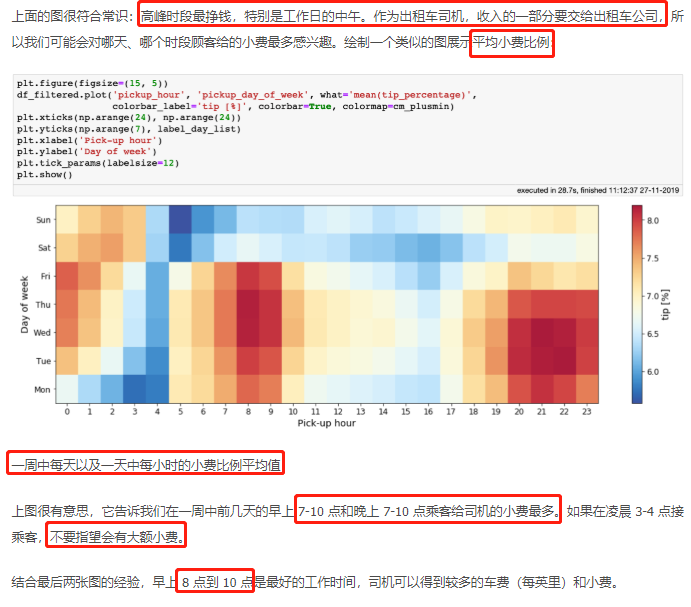 上面的图很符合常识：高峰时段最挣钱，特别是工作日的中午。作为出租车司机，收入的一部分要交给出租车公司，所
以我们可能会对哪天、哪个时段顾客给的小费最多感兴趣。绘制一个类似的图展示平均小费比例：
plt.figure(figsize=(15, 5))
df_filtered.plot('pickup_hour', 'pickup_day_of_week', what='mean(tip_percentage)',
colorbar_label='tip [%]', colorbar=True, colormap=cm_plusmin)
plt.xticks(np.arange(24), np.arange(24))
plt.yticks(np.arange(7), label_day_list)
plt.xlabel('Pick-up hour')
plt.ylabel('Day of week')
plt.tick_params(labelsize=12)
plt.show()
executed in 28.7s, finished 11:12:37 27-11-2019
Sun
Sat
Fri
Thu
Wed
Tue
Mon
Day of week
0 1 2 3 4 5 6 7 8 9 10 11 12 13 14 15 16 17 18 19 20 21 22 23
Pick-up hour
8.0
7.5
7.0
6.5
6.0
tip [%]
一周中每天以及一天中每小时的小费比例平均值
上图很有意思，它告诉我们在一周中前几天的早上 7-10 点和晚上 7-10 点乘客给司机的小费最多。如果在凌晨 3-4 点接
乘客，不要指望会有大额小费。
结合最后两张图的经验，早上 8 点到 10 点是最好的工作时间，司机可以得到较多的车费（每英里）和小费。